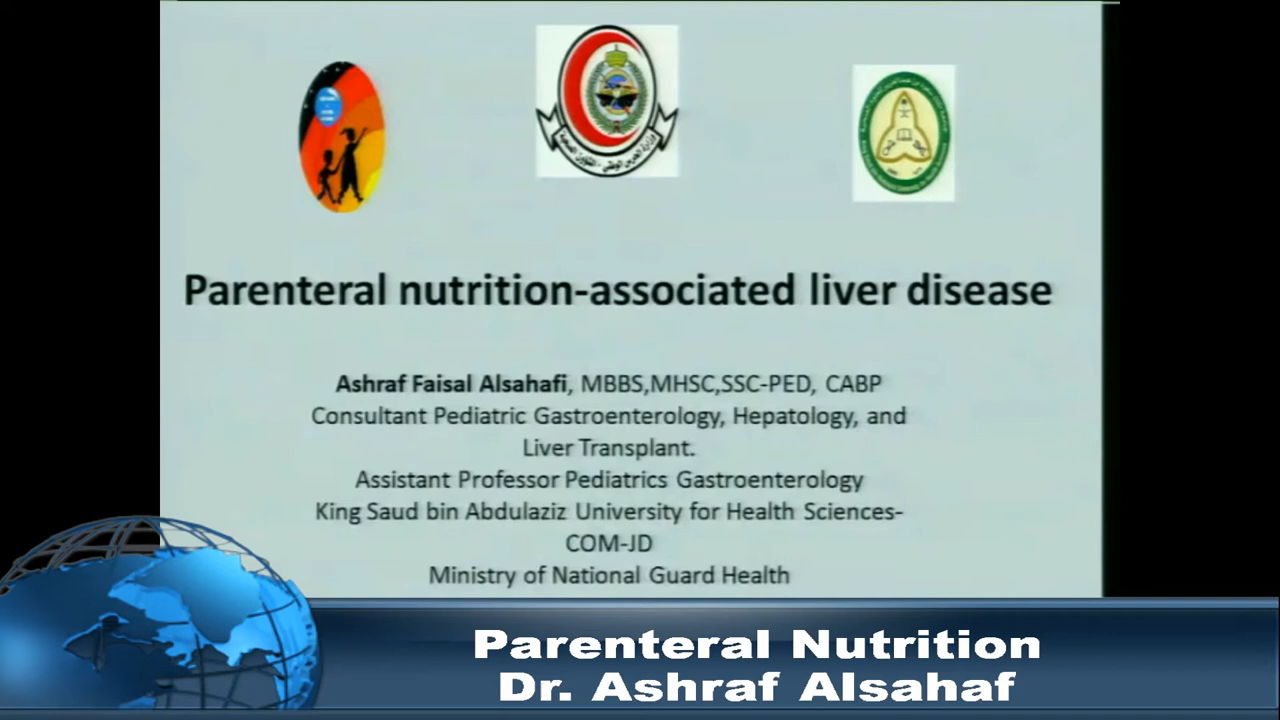 Parenteral nutrition-associated liver disease
Ashraf Faisal Alsahafi, MBBS,MHSC,SSC-PED, CABP
Consultant Pediatric Gastroenterology, Hepatology, and
Liver Transplant.
Assistant Professor Pediatrics Gastroenterology
King Saud bin Abdulaziz University for Health Sciences-
COM-JD
Ministry of National Guard Health
Parenteral Nutrition
Dr. Ashraf Alsahaf